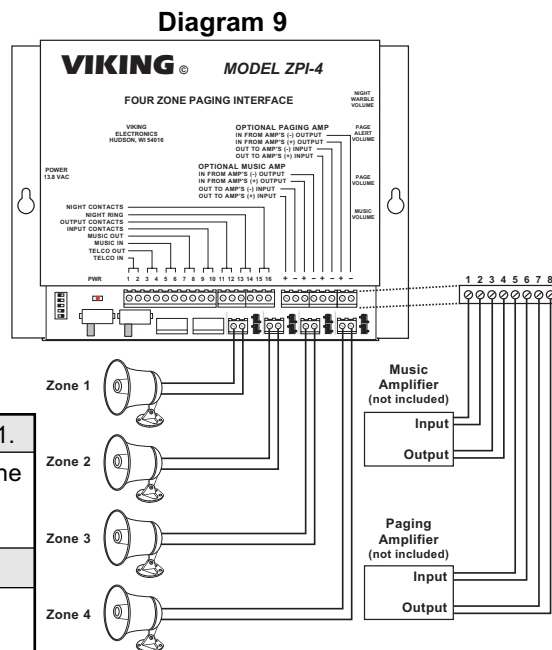 Diagram 9
VIKING © MODEL ZPI-4
FOUR ZONE PAGING INTERFACE
NIGHT
WARBLE
VOLUME
VIKING
ELECTRONICS
HUDSON, WI 54016
OPTIONAL PAGING AMP
IN FROM AMP'S (-) OUTPUT
IN FROM AMP'S (+) OUTPUT
OUT TO AMP'S (-) INPUT
OUT TO AMP'S (+) INPUT
PAGE
ALERT
VOLUME
OPTIONAL MUSIC AMP
IN FROM AMP'S (-) OUTPUT
IN FROM AMP'S (+) OUTPUT
OUT TO AMP'S (-) INPUT
OUT TO AMP'S (+) INPUT
POWER
13.8 VAC
PAGE
VOLUME
MUSIC
VOLUME
NIGHT CONTACTS
NIGHT RING
OUTPUT CONTACTS
INPUT CONTACTS
MUSIC OUT
MUSIC IN
TELCO OUT
TELCO IN
PWR 1 2 3 4 5 6 7 8 9 10 11 12 13 14 15 16 + - + - + - + -
1 2 3 4 5 6 7 8
Zone 1
Music
Amplifier
(not included)
Input
Output
1.
ne
Zone 2
Zone 3
Paging
Amplifier
(not included)
Input
Output
Zone 4